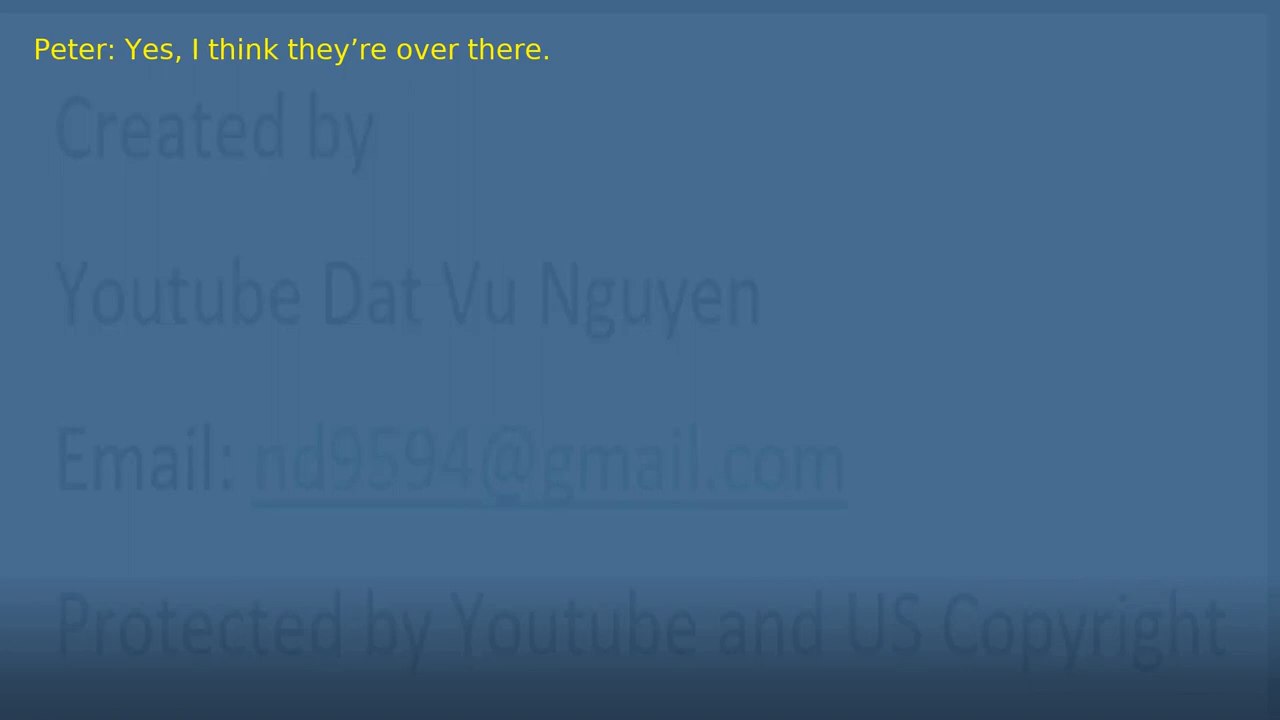 Peter: Yes, I think they’re over there.
Created by
Youtube Dat Vu Nguyen
Email: nd9594@gmail.com
Protected by Youtube and US Copyright